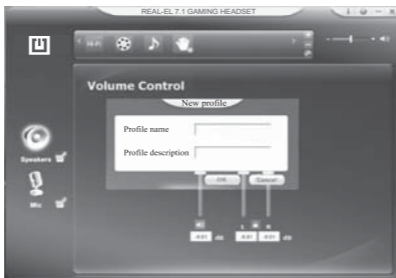 REAL-EL 7.1 GAMING HEADSET
Hi-Fi
Volume Control
New profile
Profile name
Profile description
OK
Cancel
Speakers
Mic
L R
dB
dB